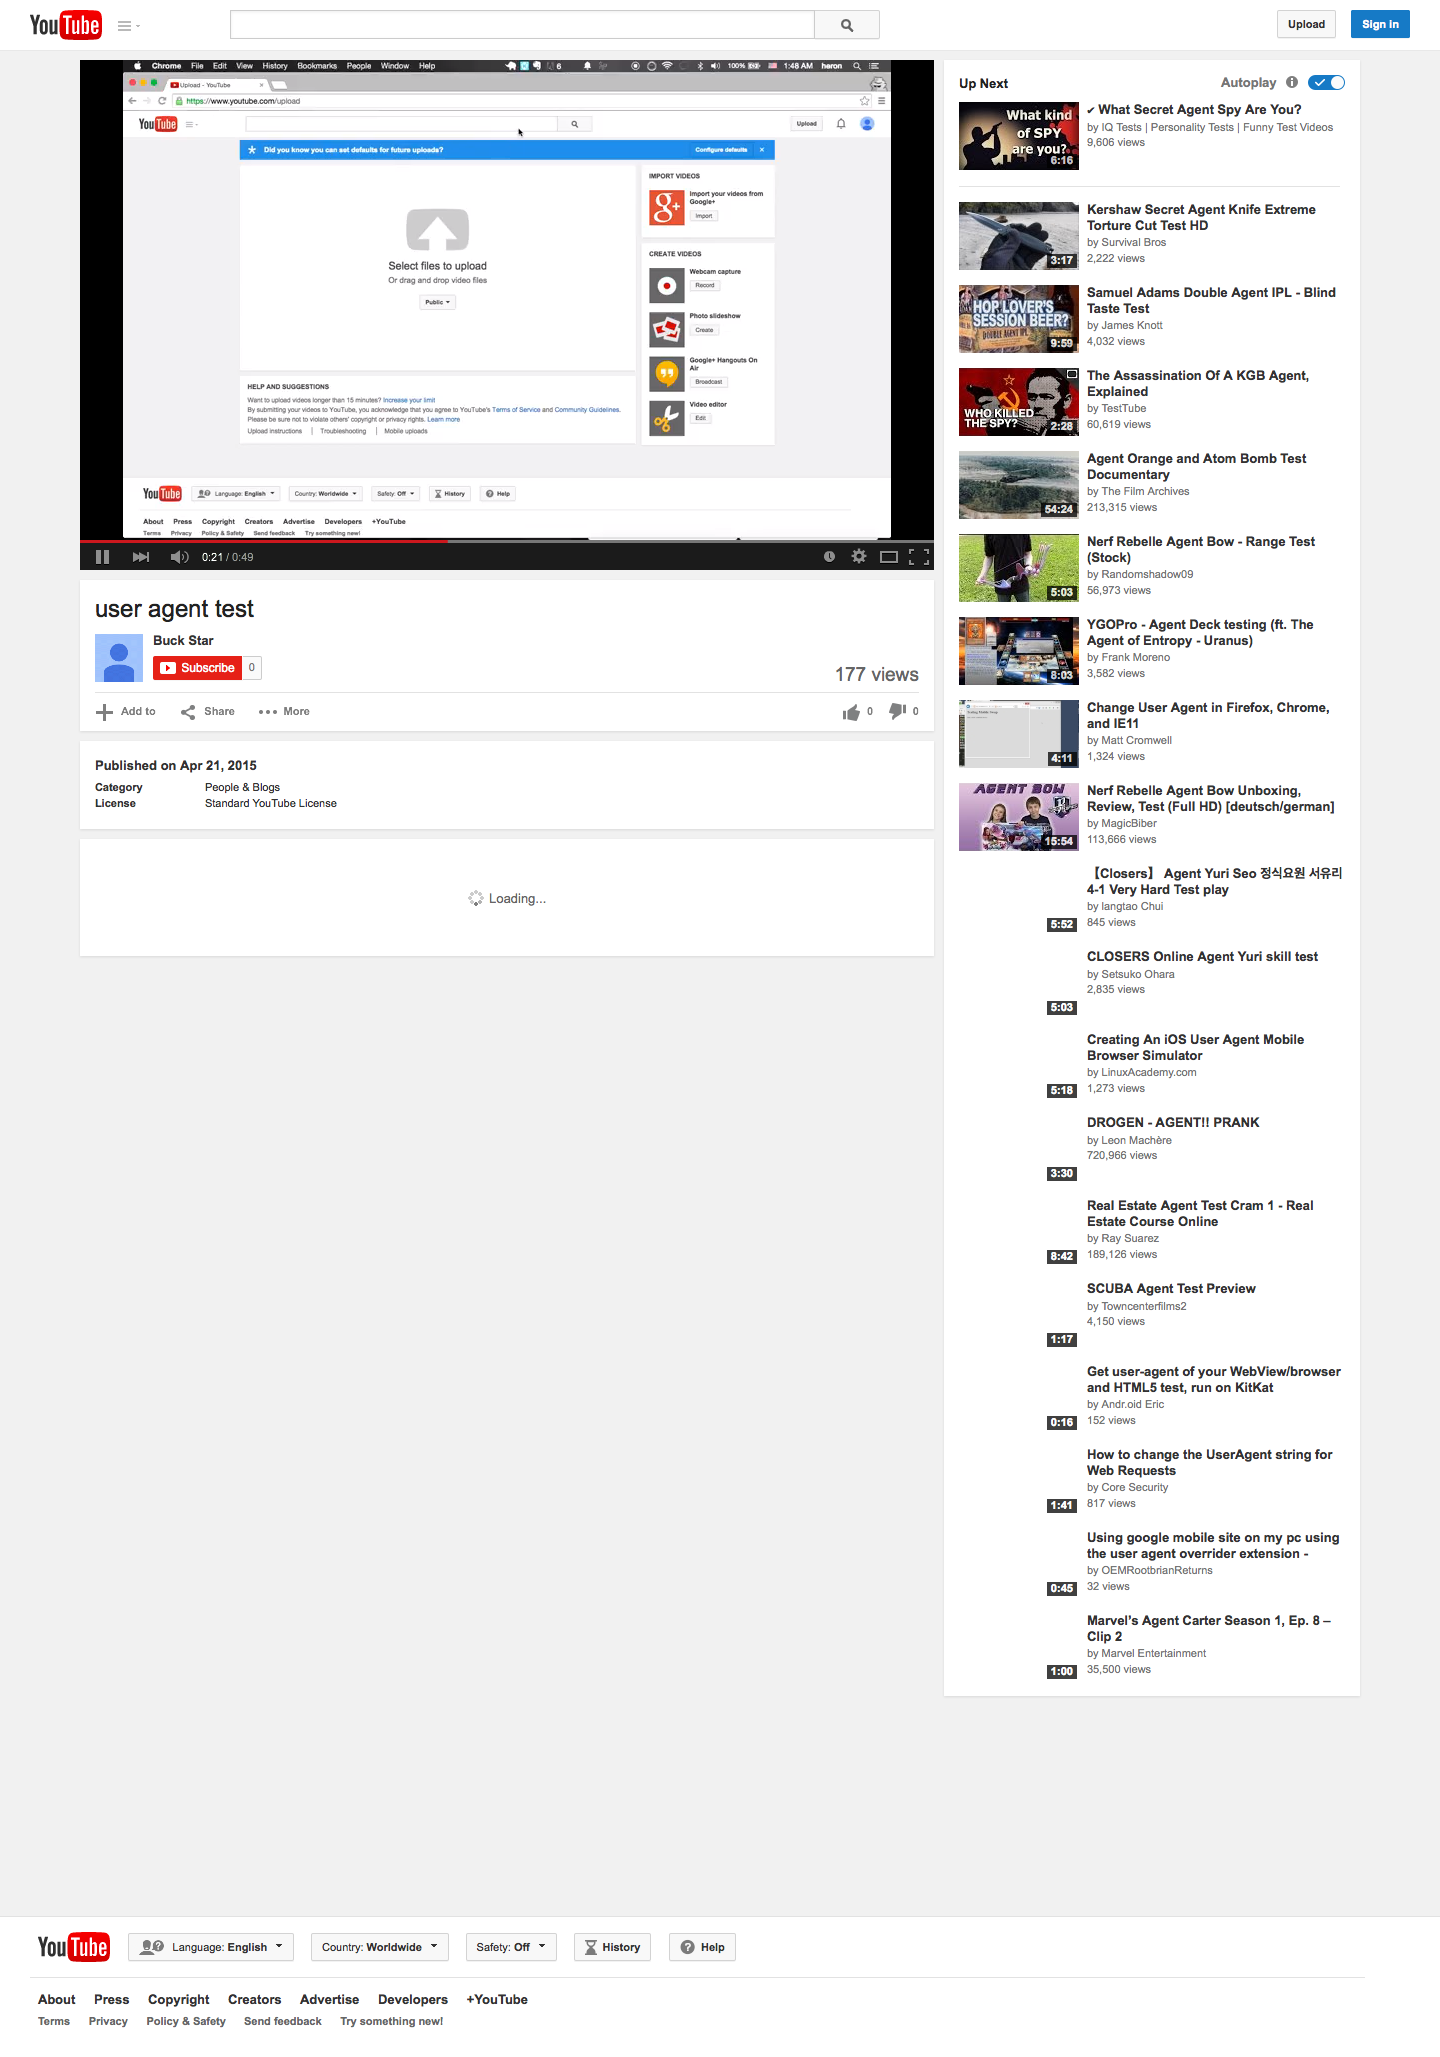 YouTube
Upload
Sign in
Chrome File Edit View History Bookmarks People Window Help
6
100%
1:48 AM heron
Upload - YouTube
https://www.youtube.com/upload
YouTube
Upload
Did you know you can set defaults for future uploads?
Configure defaults
Select files to upload
Or drag and drop video files
Public
IMPORT VIDEOS
Import your videos from
Google+
Import
CREATE VIDEOS
Webcam capture
Record
Photo slideshow
Create
Google+ Hangouts On
Air
Broadcast
Video editor
Edit
HELP AND SUGGESTIONS
Want to upload videos longer than 15 minutes? Increase your limit
By submitting your videos to YouTube, you acknowledge that you agree to YouTube's Terms of Service and Community Guidelines.
Please be sure not to violate others' copyright or privacy rights. Learn more
Upload instructions | Troubleshooting | Mobile uploads
YouTube
Language: English
Country: Worldwide
Safety: Off
History
Help
About Press Copyright Creators Advertise Developers +YouTube
Terms Privacy Policy & Safety Send feedback Try something new!
0:21 / 0:49
user agent test
Buck Star
Subscribe 0
177 views
Add to
Share
More
0
0
Published on Apr 21, 2015
Category People & Blogs
License Standard YouTube License
Loading...
Up Next
Autoplay
What kind
of SPY
are you?
6:16
✔ What Secret Agent Spy Are You?
by IQ Tests | Personality Tests | Funny Test Videos
9,606 views
3:17
Kershaw Secret Agent Knife Extreme
Torture Cut Test HD
by Survival Bros
2,222 views
HOP LOVER'S
SESSION BEER?
DOUBLE AGENT IPL
9:59
Samuel Adams Double Agent IPL - Blind
Taste Test
by James Knott
4,032 views
WHO KILLED
THE SPY?
2:28
The Assassination Of A KGB Agent,
Explained
by TestTube
60,619 views
54:24
Agent Orange and Atom Bomb Test
Documentary
by The Film Archives
213,315 views
5:03
Nerf Rebelle Agent Bow - Range Test
(Stock)
by Randomshadow09
56,973 views
8:03
YGOPro - Agent Deck testing (ft. The
Agent of Entropy - Uranus)
by Frank Moreno
3,582 views
4:11
Change User Agent in Firefox, Chrome,
and IE11
by Matt Cromwell
1,324 views
AGENT BOW
15:54
Nerf Rebelle Agent Bow Unboxing,
Review, Test (Full HD) [deutsch/german]
by MagicBiber
113,666 views
5:52
【Closers】 Agent Yuri Seo 정식요원 서유리
4-1 Very Hard Test play
by langtao Chui
845 views
5:03
CLOSERS Online Agent Yuri skill test
by Setsuko Ohara
2,835 views
5:18
Creating An iOS User Agent Mobile
Browser Simulator
by LinuxAcademy.com
1,273 views
3:30
DROGEN - AGENT!! PRANK
by Leon Machère
720,966 views
8:42
Real Estate Agent Test Cram 1 - Real
Estate Course Online
by Ray Suarez
189,126 views
1:17
SCUBA Agent Test Preview
by Towncenterfilms2
4,150 views
0:16
Get user-agent of your WebView/browser
and HTML5 test, run on KitKat
by Andr.oid Eric
152 views
1:41
How to change the UserAgent string for
Web Requests
by Core Security
817 views
0:45
Using google mobile site on my pc using
the user agent overrider extension -
by OEMRootbrianReturns
32 views
1:00
Marvel's Agent Carter Season 1, Ep. 8 –
Clip 2
by Marvel Entertainment
35,500 views
YouTube
Language: English
Country: Worldwide
Safety: Off
History
Help
About Press Copyright Creators Advertise Developers +YouTube
Terms Privacy Policy & Safety Send feedback Try something new!